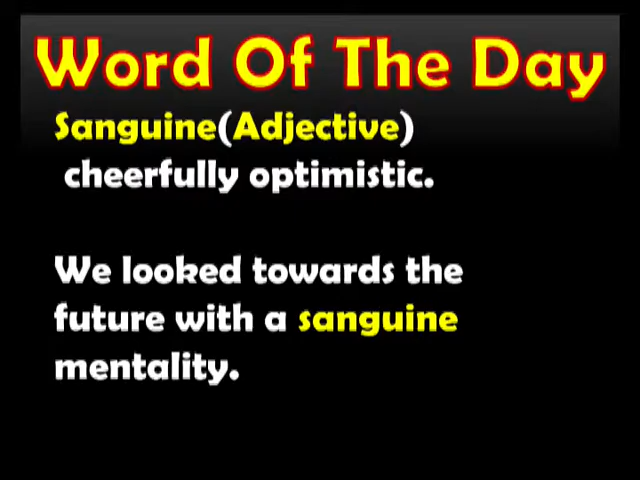 Word Of The Day
Sanguine(Adjective)
cheerfully optimistic.
We looked towards the
future with a sanguine
mentality.